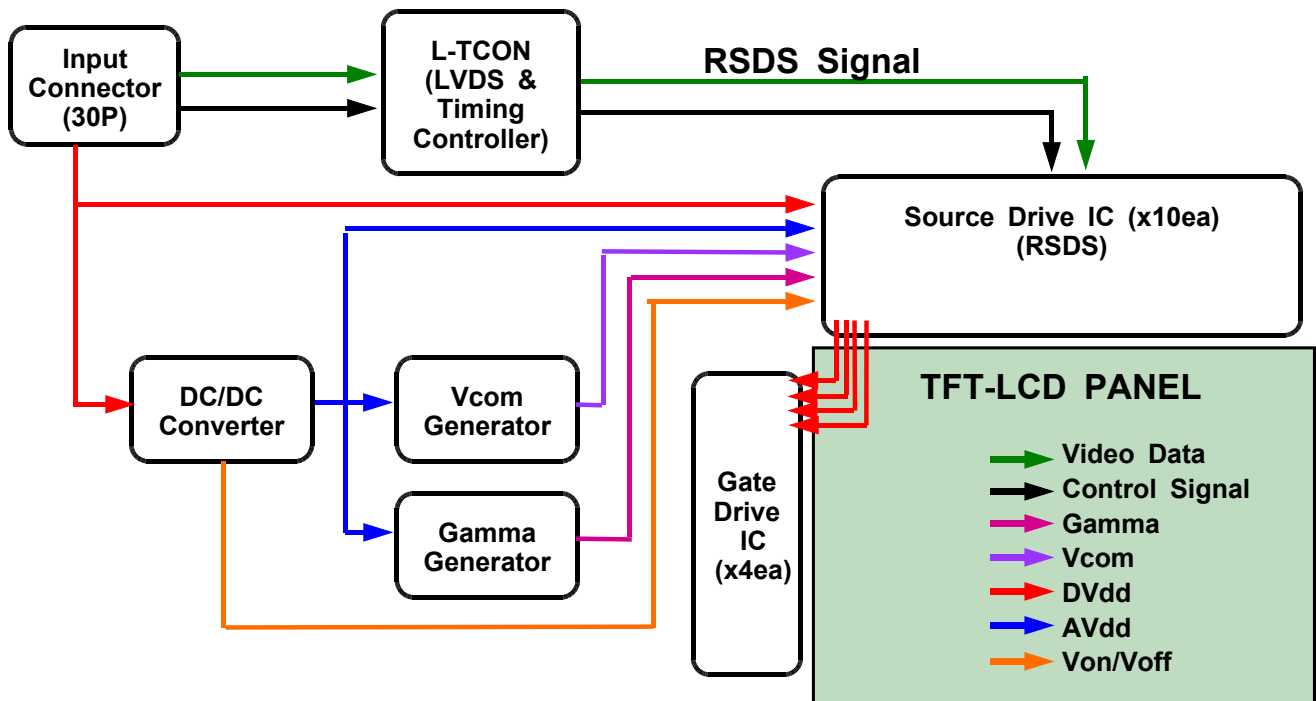 Input
Connector
(30P)
L-TCON
(LVDS & 
Timing
Controller)
RSDS Signal
Source Drive IC (x10ea)
(RSDS)
DC/DC
Converter
Vcom
Generator
Gamma
Generator
Gate
Drive
IC
(x4ea)
TFT-LCD PANEL
Video Data
Control Signal
Gamma
Vcom
DVdd
AVdd
Von/Voff